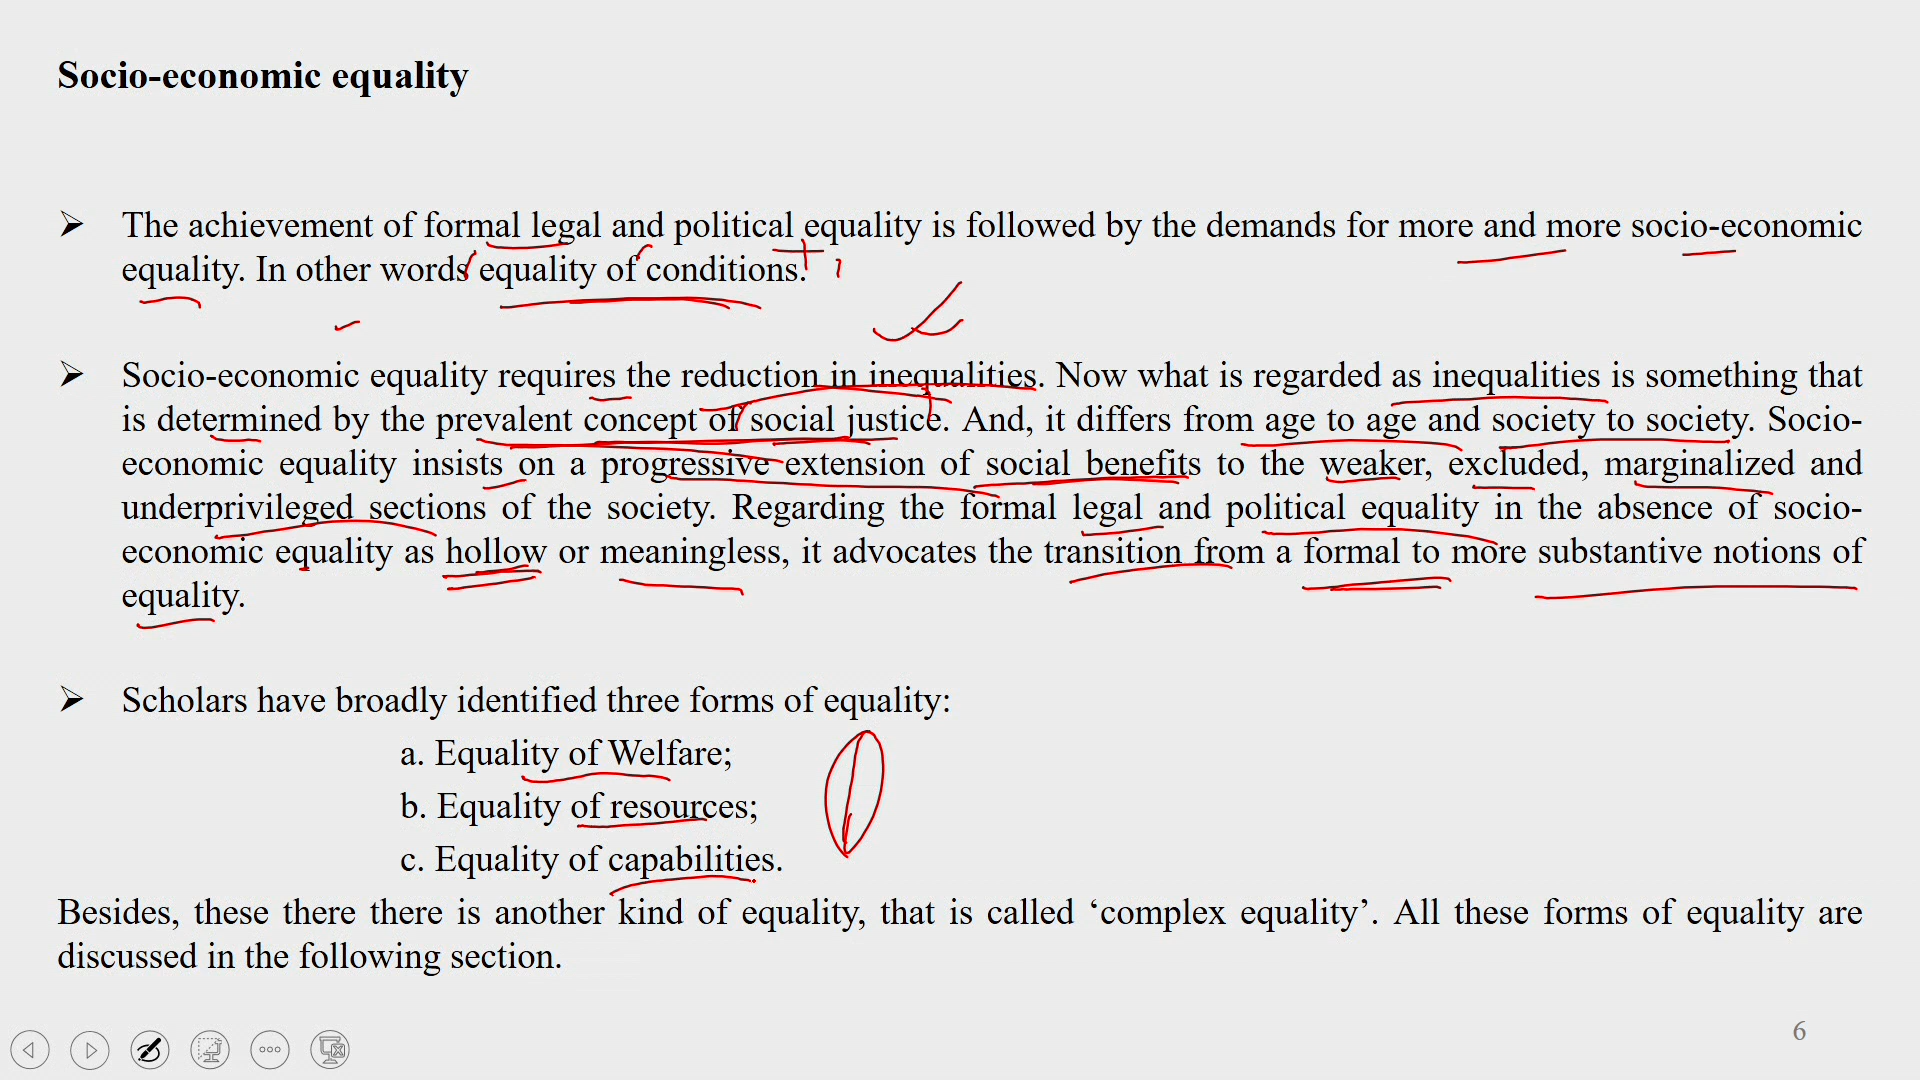 Socio-economic equality
The achievement of formal legal and political equality is followed by the demands for more and more socio-economic
equality. In other words equality of conditions.
Socio-economic equality requires the reduction in inequalities. Now what is regarded as inequalities is something that
is determined by the prevalent concept of social justice. And, it differs from age to age and society to society. Socio-
economic equality insists on a progressive extension of social benefits to the weaker, excluded, marginalized and
underprivileged sections of the society. Regarding the formal legal and political equality in the absence of socio-
economic equality as hollow or meaningless, it advocates the transition from a formal to more substantive notions of
equality.
Scholars have broadly identified three forms of equality:
a. Equality of Welfare;
b. Equality of resources;
c. Equality of capabilities.
Besides, these there there is another kind of equality, that is called ‘complex equality’. All these forms of equality are
discussed in the following section.
6